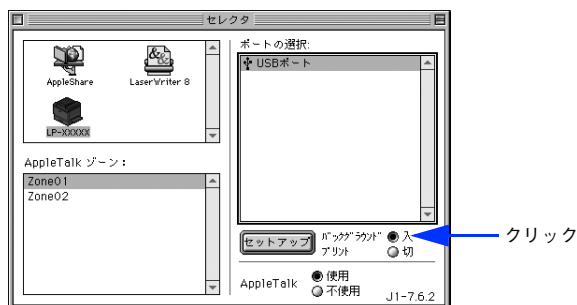 セレクタ
AppleShare
LaserWriter 8
LP-XXXXX
AppleTalk ゾーン：
Zone01
Zone02
ポートの選択:
USBポート
セットアップ
バックグラウンド
プリント
入
切
AppleTalk
使用
不使用
J1-7.6.2
クリック